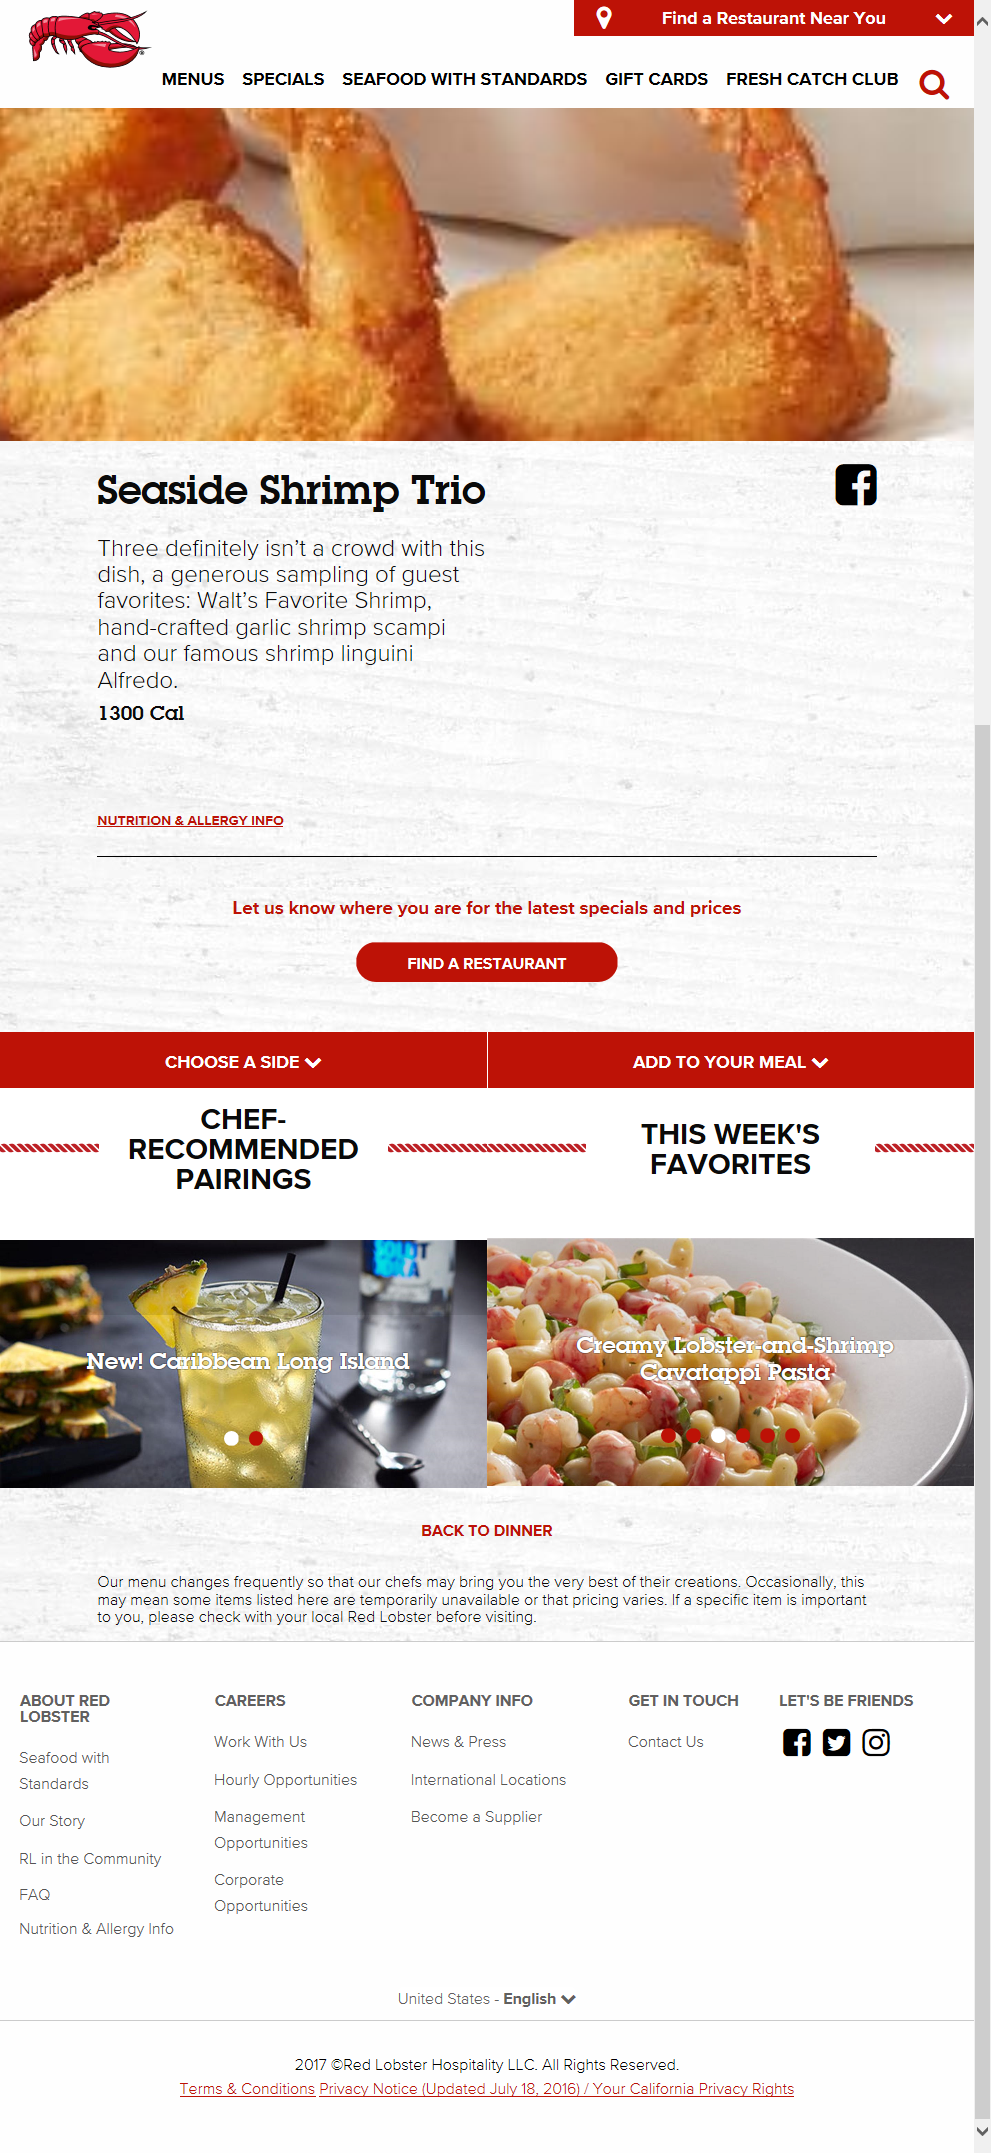 Find a Restaurant Near You
MENUS SPECIALS SEAFOOD WITH STANDARDS GIFT CARDS FRESH CATCH CLUB
Seaside Shrimp Trio
Three definitely isn’t a crowd with this
dish, a generous sampling of guest
favorites: Walt’s Favorite Shrimp,
hand-crafted garlic shrimp scampi
and our famous shrimp linguini
Alfredo.
1300 Cal
NUTRITION & ALLERGY INFO
Let us know where you are for the latest specials and prices
FIND A RESTAURANT
CHOOSE A SIDE
ADD TO YOUR MEAL
CHEF-
RECOMMENDED
PAIRINGS
THIS WEEK'S
FAVORITES
New! Caribbean Long Island
Creamy Lobster-and-Shrimp
Cavatappi Pasta
BACK TO DINNER
Our menu changes frequently so that our chefs may bring you the very best of their creations. Occasionally, this
may mean some items listed here are temporarily unavailable or that pricing varies. If a specific item is important
to you, please check with your local Red Lobster before visiting.
ABOUT RED
LOBSTER
Seafood with
Standards
Our Story
RL in the Community
FAQ
Nutrition & Allergy Info
CAREERS
Work With Us
Hourly Opportunities
Management
Opportunities
Corporate
Opportunities
COMPANY INFO
News & Press
International Locations
Become a Supplier
GET IN TOUCH
Contact Us
LET'S BE FRIENDS
United States - English
2017 ©Red Lobster Hospitality LLC. All Rights Reserved.
Terms & Conditions Privacy Notice (Updated July 18, 2016) / Your California Privacy Rights